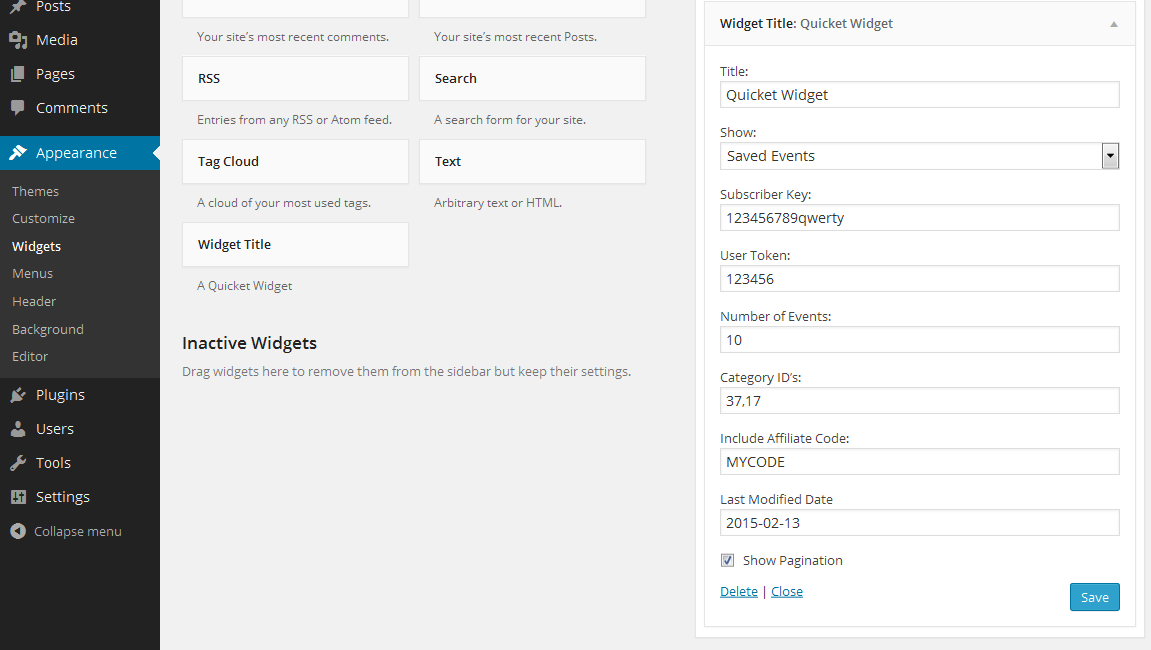 Posts
Media
Pages
Comments
Appearance
Themes
Customize
Widgets
Menus
Header
Background
Editor
Plugins
Users
Tools
Settings
Collapse menu
Your site's most recent comments.
Your site's most recent Posts.
RSS
Search
Entries from any RSS or Atom feed.
A search form for your site.
Tag Cloud
Text
A cloud of your most used tags.
Arbitrary text or HTML.
Widget Title
A Quicket Widget
Inactive Widgets
Drag widgets here to remove them from the sidebar but keep their settings.
Widget Title: Quicket Widget
Title:
Quicket Widget
Show:
Saved Events
Subscriber Key:
123456789qwerty
User Token:
123456
Number of Events:
10
Category ID's:
37,17
Include Affiliate Code:
MYCODE
Last Modified Date
2015-02-13
Show Pagination
Delete | Close
Save